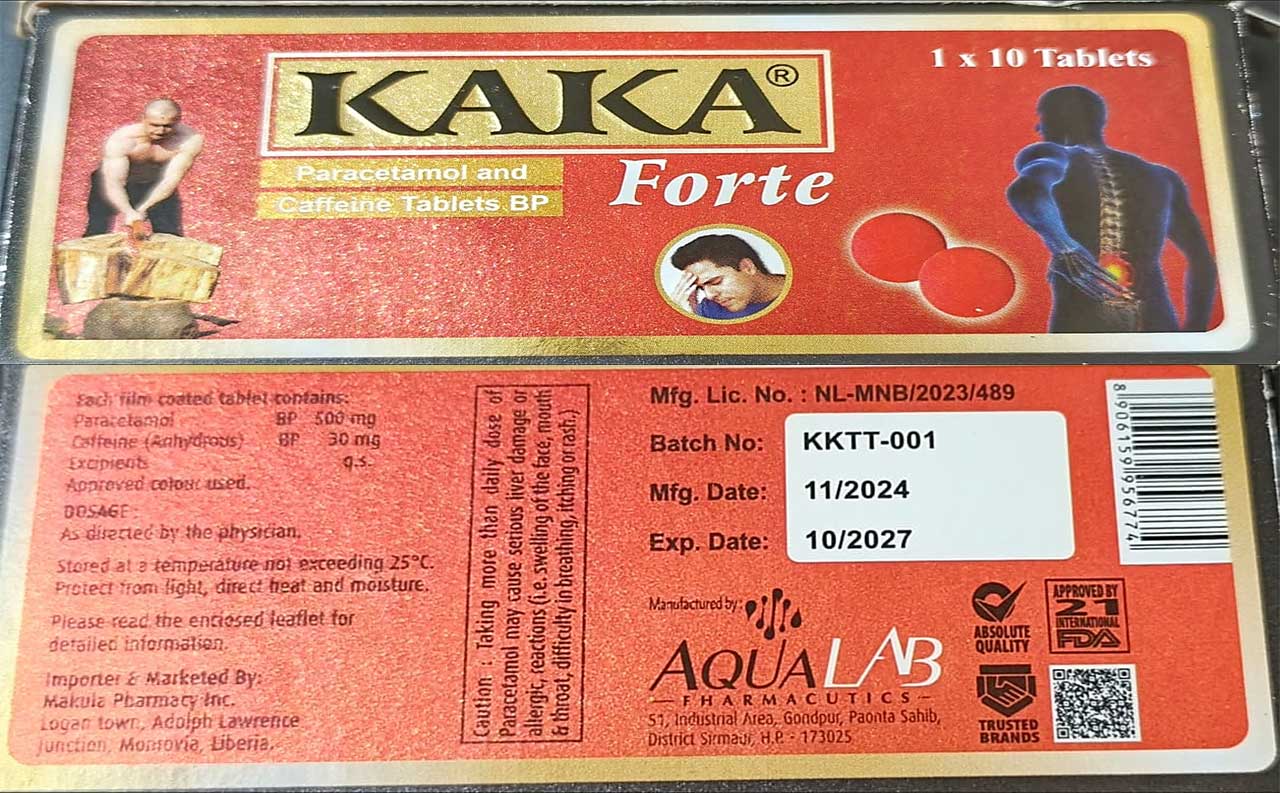 KAKA®
1 x 10 Tablets
Paracetamol and
Caffeine Tablets BP
Forte
Each film coated tablet contains:
Paracetamol BP 500 mg
Caffeine (Anhydrous) BP 30 mg
Excipients q.s.
Approved colour used.
DOSAGE :
As directed by the physician.
Stored at a temperature not exceeding 25°C.
Protect from light, direct heat and moisture.
Please read the enclosed leaflet for
detailed information.
Importer & Marketed By:
Makula Pharmacy Inc.
Logan town, Adolph Lawrence
Junction, Monrovia, Liberia.
Caution : Taking more than daily dose of
Paracetamol may cause serious liver damage or
allergic reactions (i.e. swelling of the face, mouth
& throat, difficulty in breathing, itching or rash.)
Mfg. Lic. No. : NL-MNB/2023/489
Batch No: KKTT-001
Mfg. Date: 11/2024
Exp. Date: 10/2027
8906159956774
Manufactured by:
AQUALAB
PHARMACUTICS
51, Industrial Area, Gondpur, Paonta Sahib,
District Sirmaur, H.P. - 173025
ABSOLUTE
QUALITY
APPROVED BY
21
INTERNATIONAL
FDA
TRUSTED
BRANDS